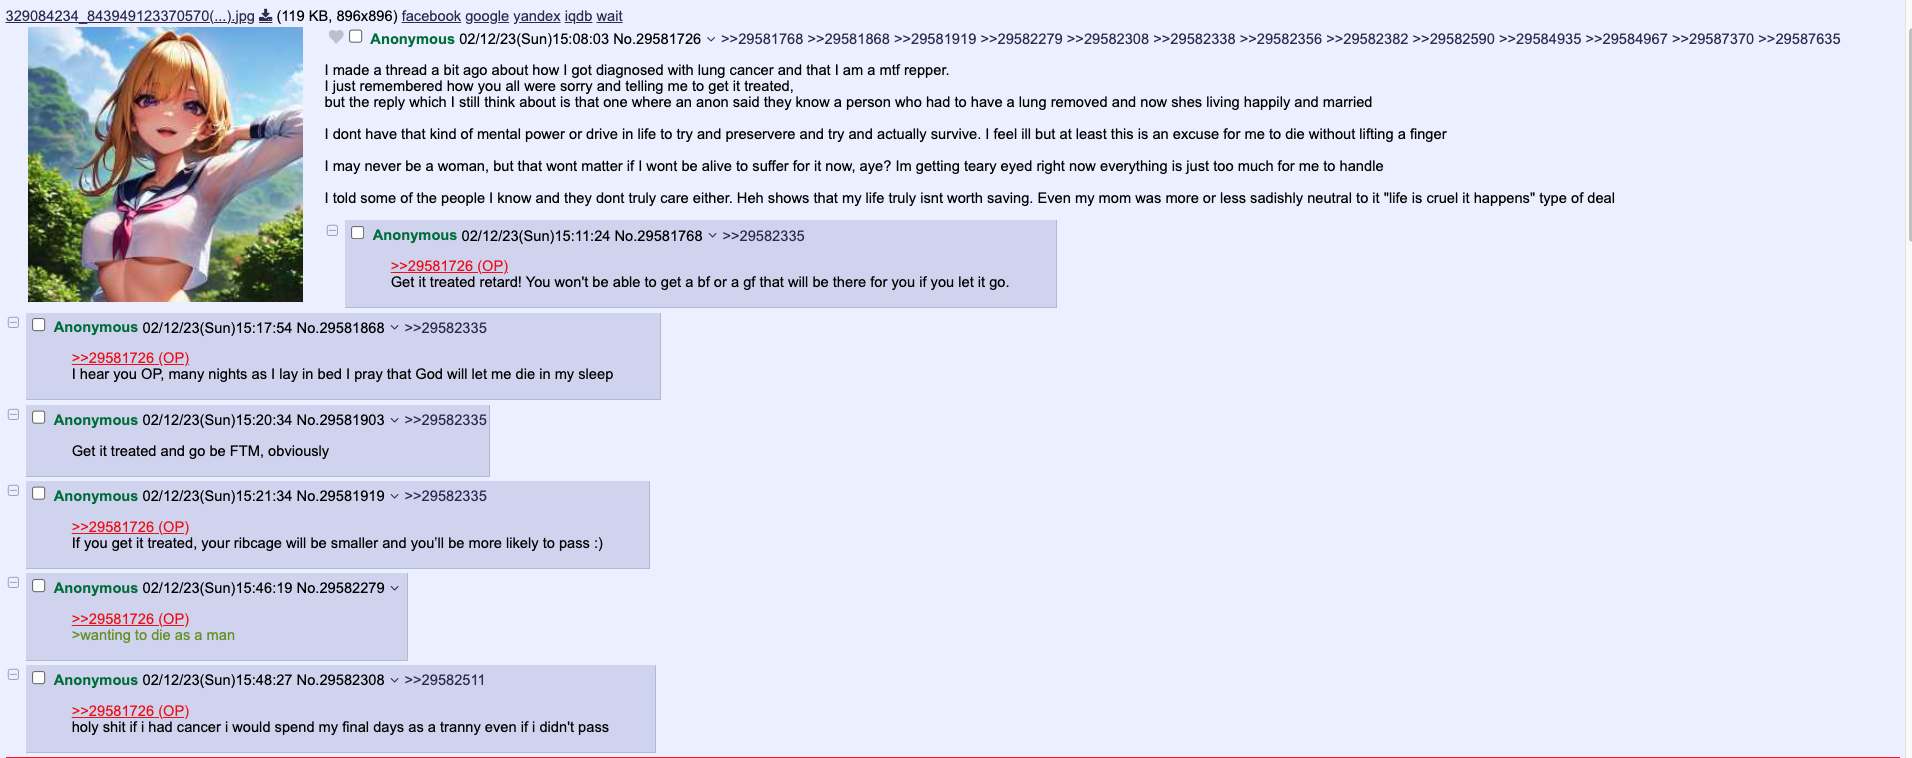 329084234_843949123370570(...).jpg (119 KB, 896x896) facebook google yandex iqdb wait
Anonymous 02/12/23(Sun)15:08:03 No.29581726 >>29581768 >>29581868 >>29581919 >>29582279 >>29582308 >>29582338 >>29582356 >>29582382 >>29582590 >>29584935 >>29584967 >>29587370 >>29587635
I made a thread a bit ago about how I got diagnosed with lung cancer and that I am a mtf repper.
I just remembered how you all were sorry and telling me to get it treated,
but the reply which I still think about is that one where an anon said they know a person who had to have a lung removed and now shes living happily and married
I dont have that kind of mental power or drive in life to try and preservere and try and actually survive. I feel ill but at least this is an excuse for me to die without lifting a finger
I may never be a woman, but that wont matter if I wont be alive to suffer for it now, aye? Im getting teary eyed right now everything is just too much for me to handle
I told some of the people I know and they dont truly care either. Heh shows that my life truly isnt worth saving. Even my mom was more or less sadishly neutral to it "life is cruel it happens" type of deal
Anonymous 02/12/23(Sun)15:11:24 No.29581768 >>29582335
>>29581726 (OP)
Get it treated retard! You won't be able to get a bf or a gf that will be there for you if you let it go.
Anonymous 02/12/23(Sun)15:17:54 No.29581868 >>29582335
>>29581726 (OP)
I hear you OP, many nights as I lay in bed I pray that God will let me die in my sleep
Anonymous 02/12/23(Sun)15:20:34 No.29581903 >>29582335
Get it treated and go be FTM, obviously
Anonymous 02/12/23(Sun)15:21:34 No.29581919 >>29582335
>>29581726 (OP)
If you get it treated, your ribcage will be smaller and you’ll be more likely to pass :)
Anonymous 02/12/23(Sun)15:46:19 No.29582279
>>29581726 (OP)
>wanting to die as a man
Anonymous 02/12/23(Sun)15:48:27 No.29582308 >>29582511
>>29581726 (OP)
holy shit if i had cancer i would spend my final days as a tranny even if i didn't pass